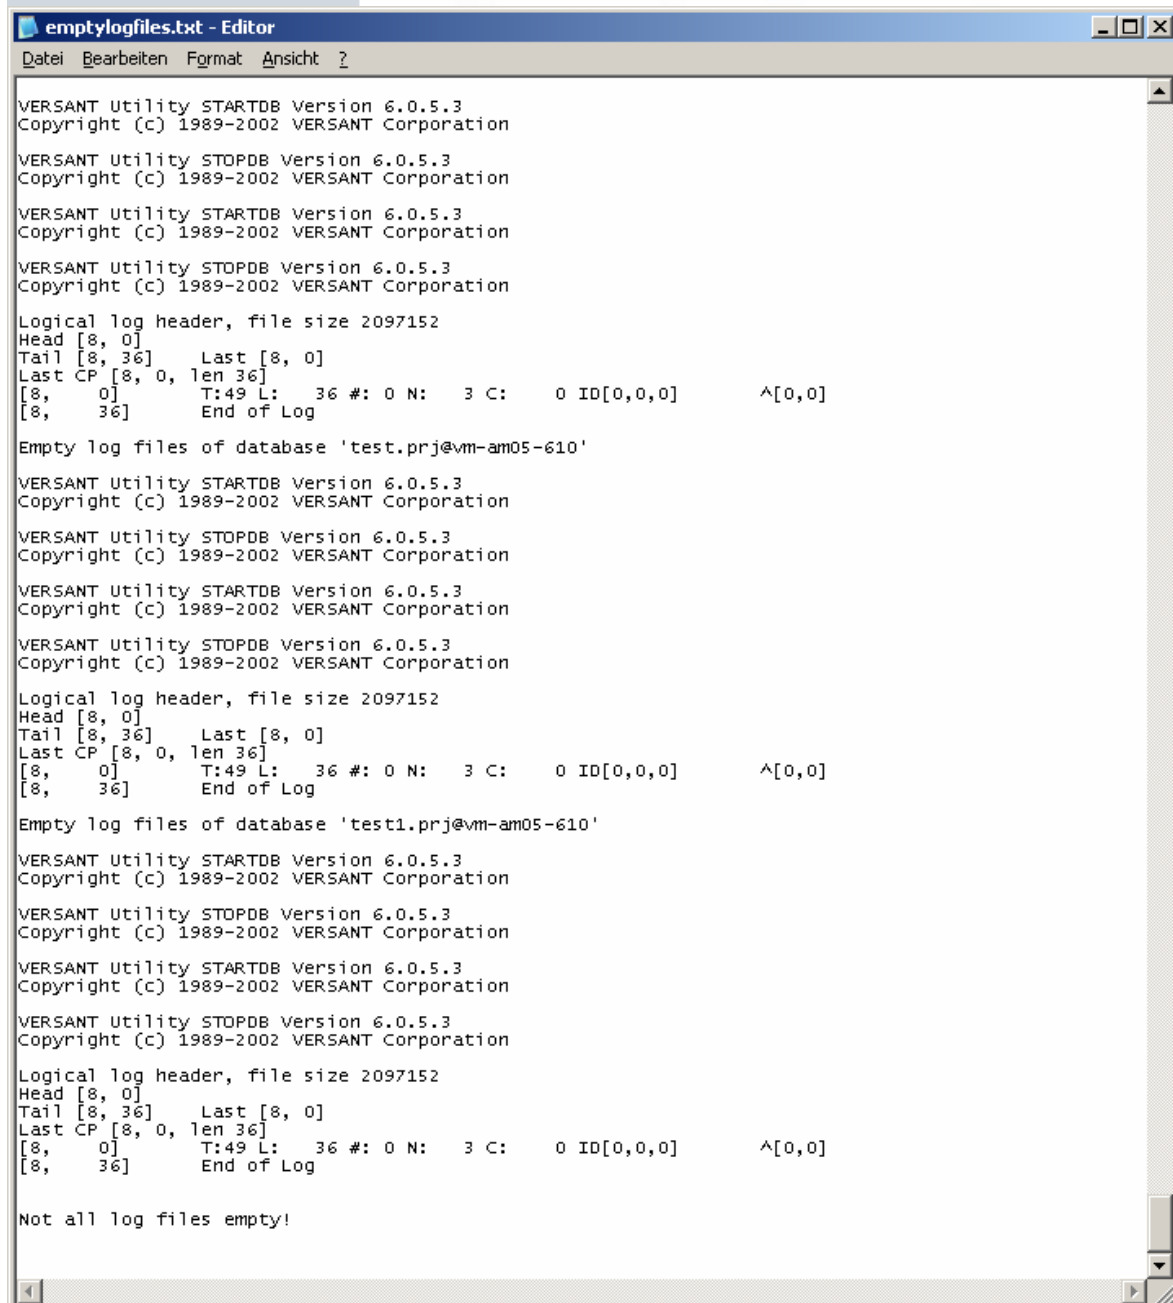 emptylogfiles.txt - Editor
Datei Bearbeiten Format Ansicht ?
VERSANT Utility STARTDB Version 6.0.5.3
Copyright (c) 1989-2002 VERSANT Corporation
VERSANT Utility STOPDB Version 6.0.5.3
Copyright (c) 1989-2002 VERSANT Corporation
VERSANT Utility STARTDB Version 6.0.5.3
Copyright (c) 1989-2002 VERSANT Corporation
VERSANT Utility STOPDB Version 6.0.5.3
Copyright (c) 1989-2002 VERSANT Corporation
Logical log header, file size 2097152
Head [8, 0]
Tail [8, 36] Last [8, 0]
Last CP [8, 0, len 36]
[8, 0] T:49 L: 36 #: 0 N: 3 C: 0 ID[0,0,0] ^[0,0]
[8, 36] End of Log
Empty log files of database 'test.prj@vm-am05-610'
VERSANT Utility STARTDB Version 6.0.5.3
Copyright (c) 1989-2002 VERSANT Corporation
VERSANT Utility STOPDB Version 6.0.5.3
Copyright (c) 1989-2002 VERSANT Corporation
VERSANT Utility STARTDB Version 6.0.5.3
Copyright (c) 1989-2002 VERSANT Corporation
VERSANT Utility STOPDB Version 6.0.5.3
Copyright (c) 1989-2002 VERSANT Corporation
Logical log header, file size 2097152
Head [8, 0]
Tail [8, 36] Last [8, 0]
Last CP [8, 0, len 36]
[8, 0] T:49 L: 36 #: 0 N: 3 C: 0 ID[0,0,0] ^[0,0]
[8, 36] End of Log
Empty log files of database 'test1.prj@vm-am05-610'
VERSANT Utility STARTDB Version 6.0.5.3
Copyright (c) 1989-2002 VERSANT Corporation
VERSANT Utility STOPDB Version 6.0.5.3
Copyright (c) 1989-2002 VERSANT Corporation
VERSANT Utility STARTDB Version 6.0.5.3
Copyright (c) 1989-2002 VERSANT Corporation
VERSANT Utility STOPDB Version 6.0.5.3
Copyright (c) 1989-2002 VERSANT Corporation
Logical log header, file size 2097152
Head [8, 0]
Tail [8, 36] Last [8, 0]
Last CP [8, 0, len 36]
[8, 0] T:49 L: 36 #: 0 N: 3 C: 0 ID[0,0,0] ^[0,0]
[8, 36] End of Log
Not all log files empty!